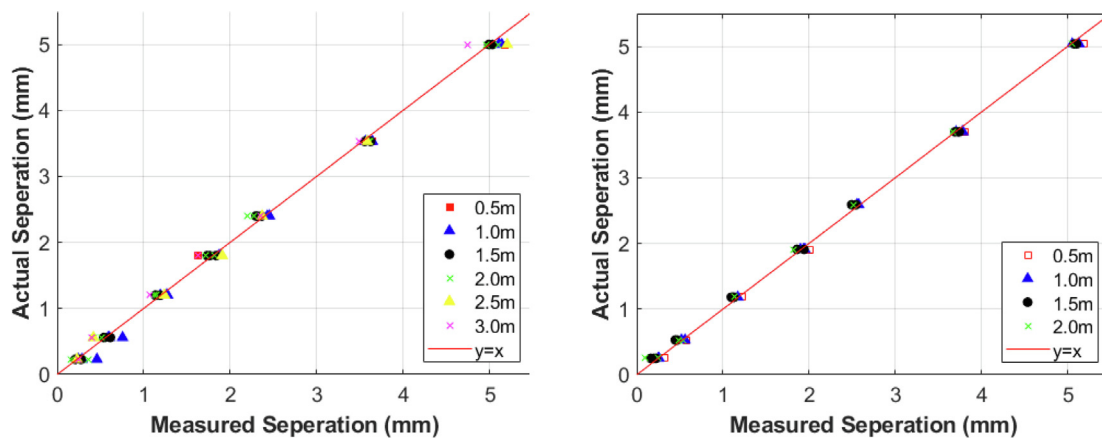 Actual Seperation (mm)
5
4
3
2
1
0
0.5m
1.0m
1.5m
2.0m
2.5m
3.0m
y=x
1
2
3
4
5
Measured Seperation (mm)
Actual Seperation (mm)
5
4
3
2
1
0
0.5m
1.0m
1.5m
2.0m
y=x
0
1
2
3
4
5
Measured Seperation (mm)